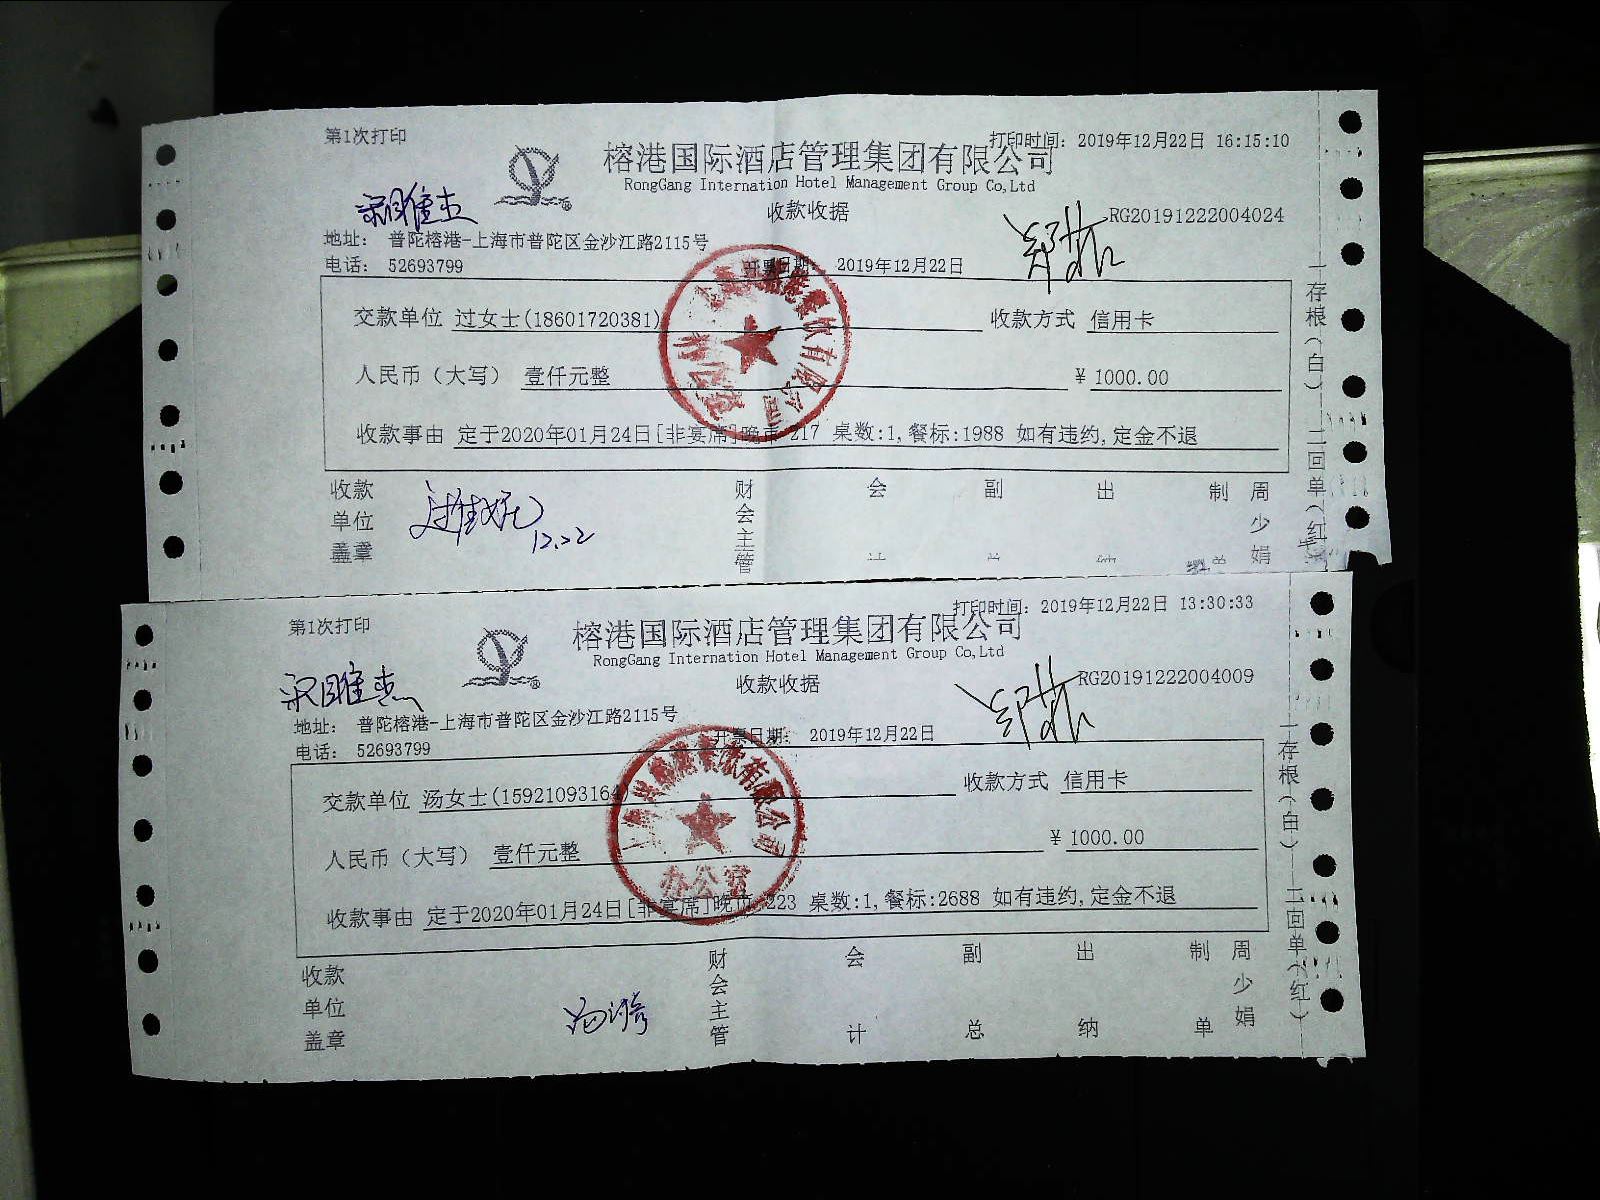 第1次打印
打印时间: 2019年12月22日 16:15:10
榕港国际酒店管理集团有限公司
RongGang Internation Hotel Management Group Co,Ltd
收款收据
RG20191222004024
地址: 普陀榕港-上海市普陀区金沙江路2115号
电话: 52693799
开票日期: 2019年12月22日
交款单位 过女士(18601720381) 收款方式 信用卡
人民币(大写) 壹仟元整 ¥ 1000.00
收款事由 定于2020年01月24日[非宴席]晚市 217 桌数:1,餐标:1988 如有违约,定金不退
收款单位盖章 12.22 财会主管 会计 副总 出纳 制单 周少娟
一存根(白) 二回单(红)
第1次打印
打印时间: 2019年12月22日 13:30:33
榕港国际酒店管理集团有限公司
RongGang Internation Hotel Management Group Co,Ltd
收款收据
RG20191222004009
地址: 普陀榕港-上海市普陀区金沙江路2115号
电话: 52693799
开票日期: 2019年12月22日
交款单位 汤女士(15921093164) 收款方式 信用卡
人民币(大写) 壹仟元整 ¥ 1000.00
收款事由 定于2020年01月24日[非宴席]晚市 223 桌数:1,餐标:2688 如有违约,定金不退
办公室
收款单位盖章 财会主管 会计 副总 出纳 制单 周少娟
一存根(白) 二回单(红)